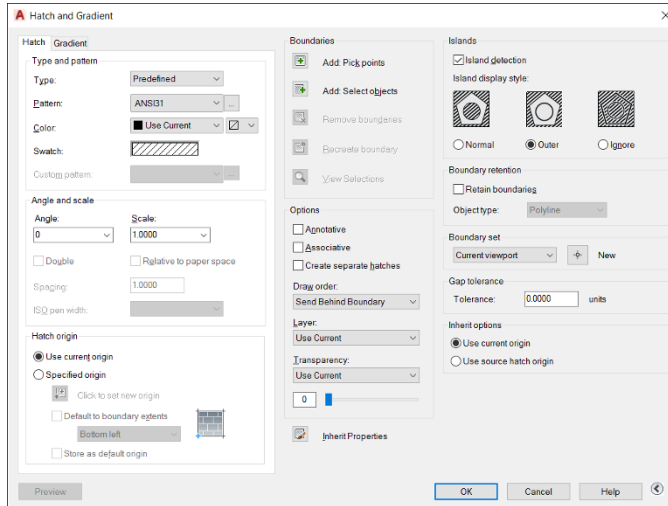 Hatch and Gradient
Hatch
Gradient
Type and pattern
Type:
Predefined
Pattern:
ANSI31
...
Color:
Use Current
Swatch:
Custom pattern:
...
Angle and scale
Angle:
Scale:
0
1.0000
Double
Relative to paper space
Spacing:
1.0000
ISO pen width:
Hatch origin
Use current origin
Specified origin
Click to set new origin
Default to boundary extents
Bottom left
Store as default origin
Preview
Boundaries
Add: Pick points
Add: Select objects
Remove boundaries
Recreate boundary
View Selections
Options
Annotative
Associative
Create separate hatches
Draw order:
Send Behind Boundary
Layer:
Use Current
Transparency:
Use Current
0
Inherit Properties
Islands
Island detection
Island display style:
Normal
Outer
Ignore
Boundary retention
Retain boundaries
Object type:
Polyline
Boundary set
Current viewport
New
Gap tolerance
Tolerance:
0.0000
units
Inherit options
Use current origin
Use source hatch origin
OK
Cancel
Help